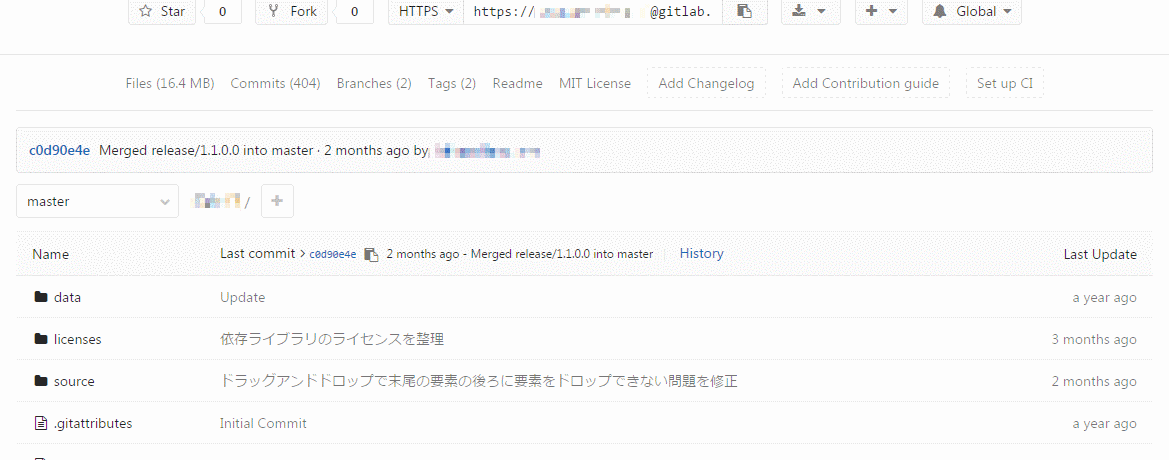 Star 0 Fork 0 HTTPS https:// @gitlab. Global
Files (16.4 MB) Commits (404) Branches (2) Tags (2) Readme MIT License Add Changelog Add Contribution guide Set up CI
c0d90e4e Merged release/1.1.0.0 into master · 2 months ago by
master /
Name Last commit > c0d90e4e 2 months ago - Merged release/1.1.0.0 into master History Last Update
data Update a year ago
licenses 依存ライブラリのライセンスを整理 3 months ago
source ドラッグアンドドロップで末尾の要素の後ろに要素をドロップできない問題を修正 2 months ago
.gitattributes Initial Commit a year ago